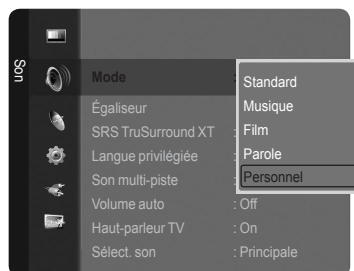 Son
Mode :
Standard
Musique
Film
Parole
Personnel
Égaliseur
SRS TruSurround XT :
Langue privilégiée :
Son multi-piste :
Volume auto : Off
Haut-parleur TV : On
Sélect. son : Principale